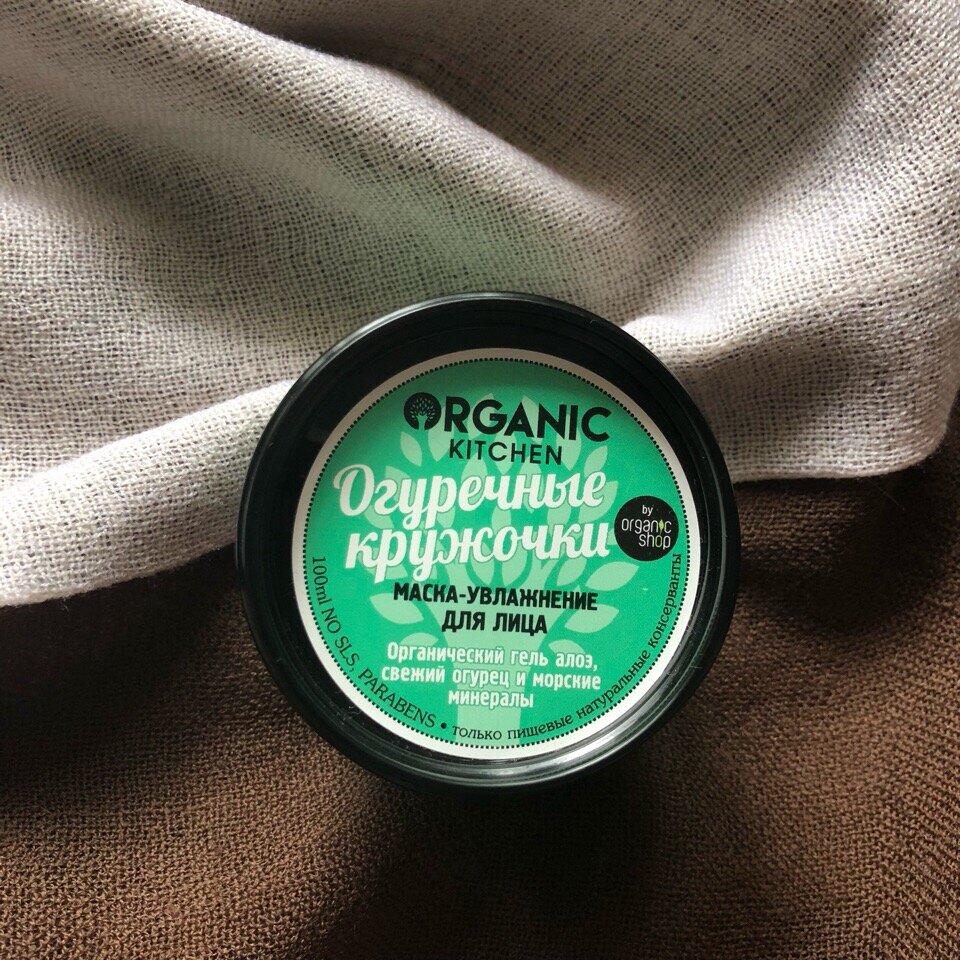 ORGANIC
KITCHEN
Огуречные
кружочки
by
organic
shop
МАСКА-УВЛАЖНЕНИЕ
ДЛЯ ЛИЦА
Органический гель алоэ,
свежий огурец и морские
минералы
100ml NO SLS, PARABENS • только пищевые натуральные консерванты